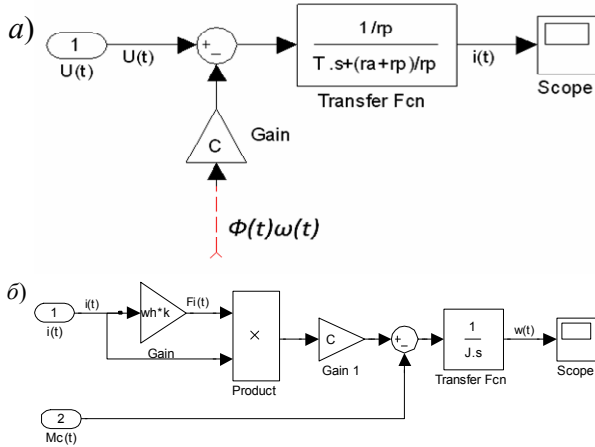 а)
1
U(t)
U(t)
+
−
1/rp
T.s+(ra+rp)/rp
Transfer Fcn
i(t)
Scope
C
Gain
Φ(t)ω(t)
б)
1
i(t)
i(t)
wh*k
Gain
Fi(t)
×
Product
C
Gain 1
+
−
1
J.s
Transfer Fcn
w(t)
Scope
2
Mc(t)